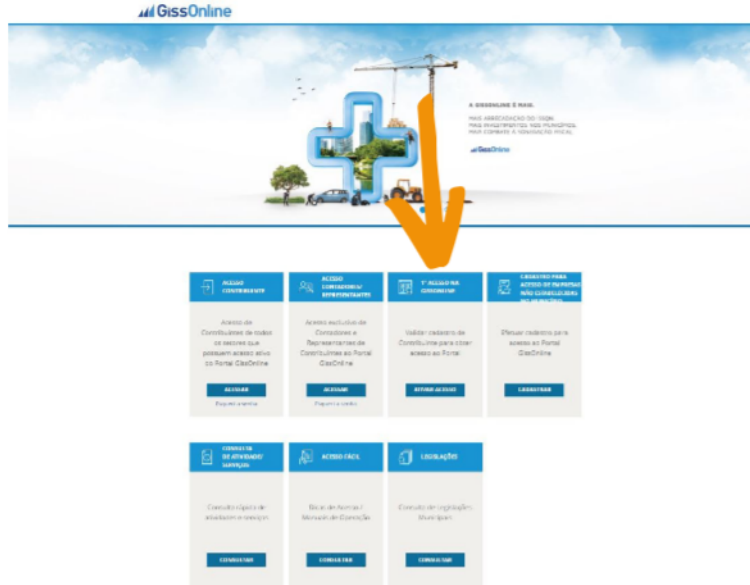 GissOnline
A GISSONLINE É MAIS.
MAIS ARRECADAÇÃO DO ISSQN.
MAIS INVESTIMENTOS NOS MUNICÍPIOS.
MAIS COMBATE À SONEGAÇÃO FISCAL.
GissOnline
ACESSO
CONTRIBUINTE
Acesso de
Contribuintes de todos
os setores que
possuem acesso ativo
ao Portal GissOnline
ACESSAR
Esqueci a senha
ACESSO
CONTADORES/
REPRESENTANTES
Acesso exclusivo de
Contadores e
Representantes de
Contribuintes ao Portal
GissOnline
ACESSAR
Esqueci a senha
1º ACESSO NA
GISSONLINE
Validar cadastro de
Contribuinte para obter
acesso ao Portal
CADASTRO PARA
ACESSO DE EMPRESAS
NÃO ESTABELECIDAS
NO MUNICÍPIO
Efetuar cadastro para
acesso ao Portal
GissOnline
CADASTRAR
CONSULTA
DE ATIVIDADE/
SERVIÇOS
Consulta rápida de
atividades e serviços
CONSULTAR
ACESSO FÁCIL
Dicas de Acesso /
Manuais de Operação
CONSULTAR
LEGISLAÇÕES
Consulta de Legislações
Municipais
CONSULTAR